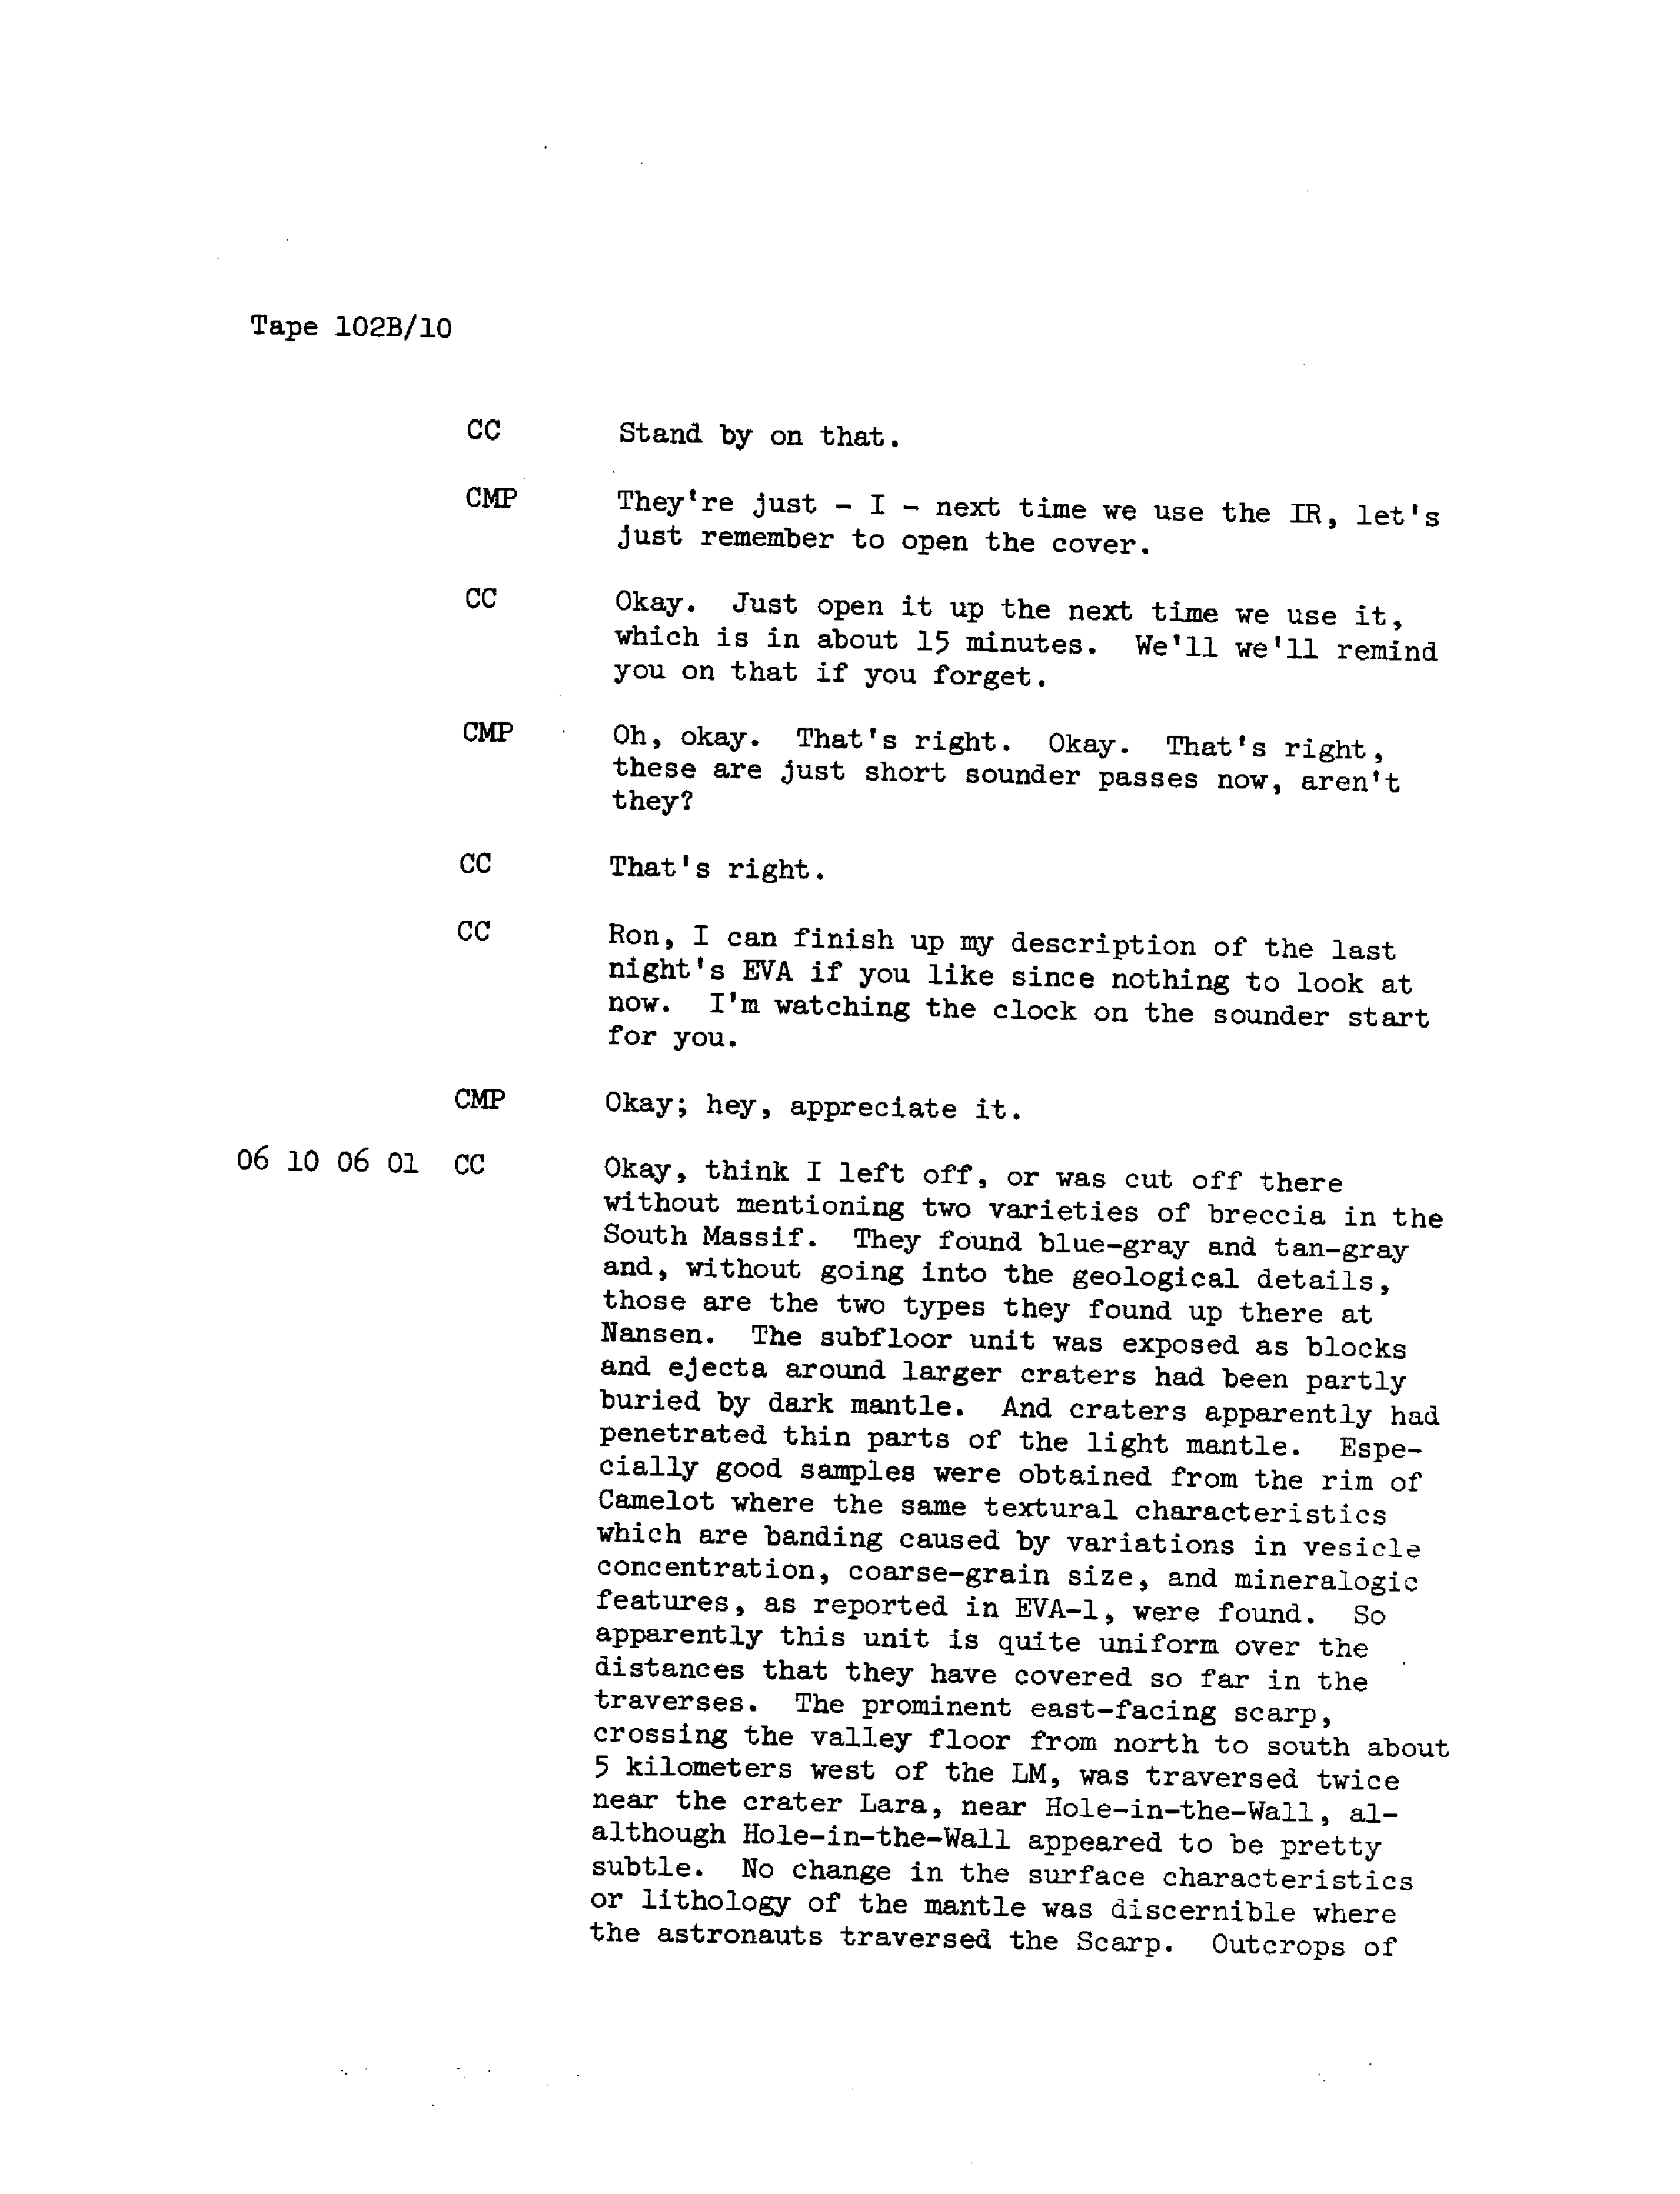 Tape 102B/10
CC Stand by on that.
CMP They're just - I - next time we use the IR, let's
just remember to open the cover.
CC Okay. Just open it up the next time we use it,
which is in about 15 minutes. We'll we'll remind
you on that if you forget.
CMP Oh, okay. That's right. Okay. That's right,
these are just short sounder passes now, aren't
they?
CC That's right.
CC Ron, I can finish up my description of the last
night's EVA if you like since nothing to look at
now. I'm watching the clock on the sounder start
for you.
CMP Okay; hey, appreciate it.
06 10 06 01 CC Okay, think I left off, or was cut off there
without mentioning two varieties of breccia in the
South Massif. They found blue-gray and tan-gray
and, without going into the geological details,
those are the two types they found up there at
Nansen. The subfloor unit was exposed as blocks
and ejecta around larger craters had been partly
buried by dark mantle. And craters apparently had
penetrated thin parts of the light mantle. Espe-
cially good samples were obtained from the rim of
Camelot where the same textural characteristics
which are banding caused by variations in vesicle
concentration, coarse-grain size, and mineralogic
features, as reported in EVA-1, were found. So
apparently this unit is quite uniform over the
distances that they have covered so far in the
traverses. The prominent east-facing scarp,
crossing the valley floor from north to south about
5 kilometers west of the LM, was traversed twice
near the crater Lara, near Hole-in-the-Wall, al-
although Hole-in-the-Wall appeared to be pretty
subtle. No change in the surface characteristics
or lithology of the mantle was discernible where
the astronauts traversed the Scarp. Outcrops of